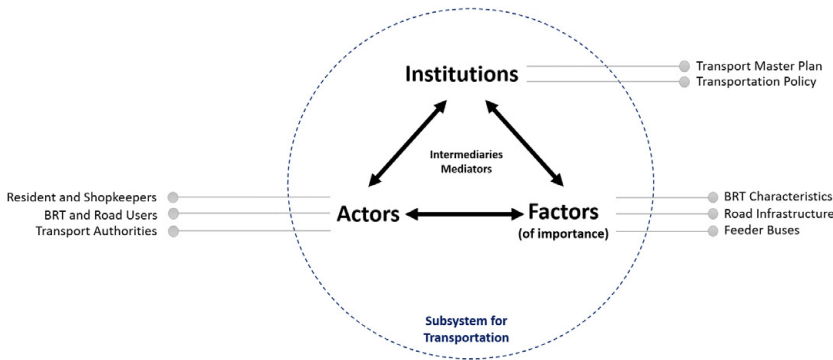 Institutions
Transport Master Plan
Transportation Policy
Intermediaries
Mediators
Resident and Shopkeepers
BRT and Road Users
Transport Authorities
Actors
Factors
(of importance)
BRT Characteristics
Road Infrastructure
Feeder Buses
Subsystem for
Transportation